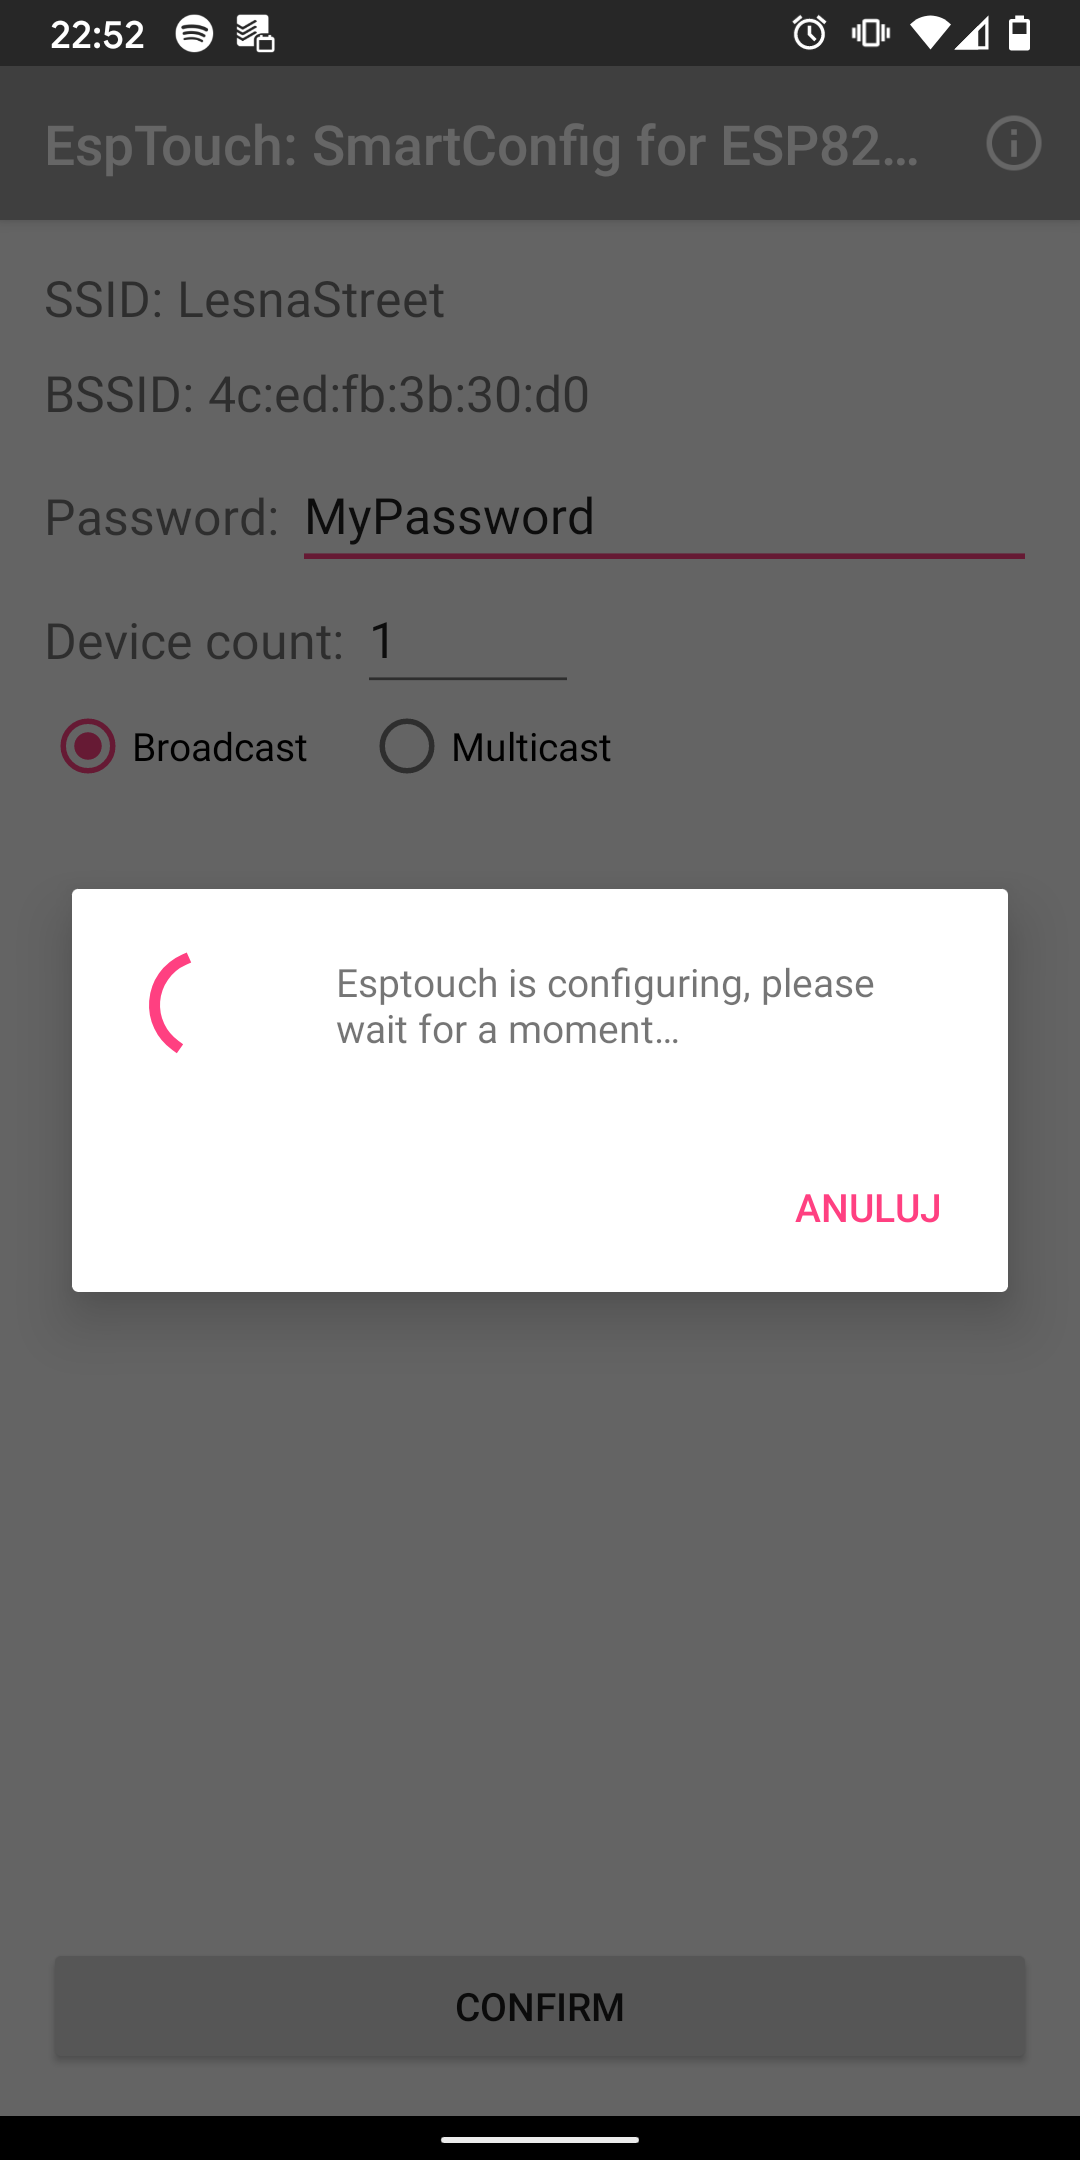 22:52
EspTouch: SmartConfig for ESP82...
SSID: LesnaStreet
BSSID: 4c:ed:fb:3b:30:d0
Password: MyPassword
Device count: 1
Broadcast Multicast
Esptouch is configuring, please
wait for a moment...
ANULUJ
CONFIRM